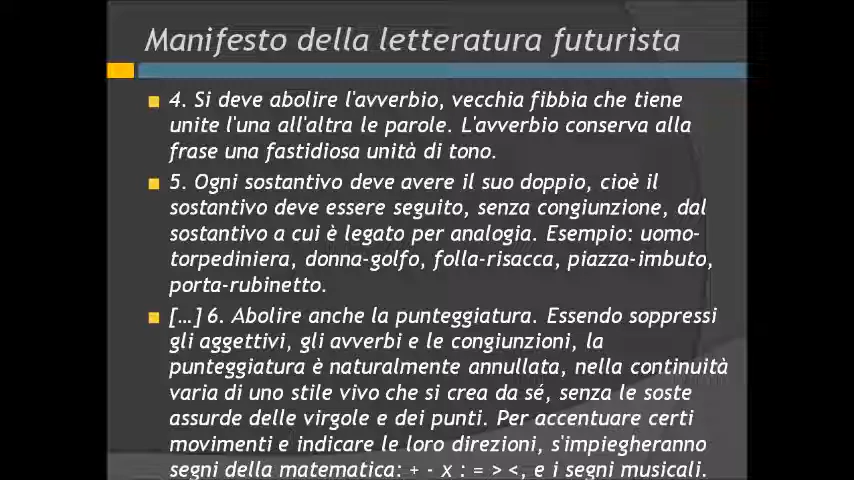 Manifesto della letteratura futurista
4. Si deve abolire l'avverbio, vecchia fibbia che tiene
unite l'una all'altra le parole. L'avverbio conserva alla
frase una fastidiosa unità di tono.
5. Ogni sostantivo deve avere il suo doppio, cioè il
sostantivo deve essere seguito, senza congiunzione, dal
sostantivo a cui è legato per analogia. Esempio: uomo-
torpediniera, donna-golfo, folla-risacca, piazza-imbuto,
porta-rubinetto.
[…] 6. Abolire anche la punteggiatura. Essendo soppressi
gli aggettivi, gli avverbi e le congiunzioni, la
punteggiatura è naturalmente annullata, nella continuità
varia di uno stile vivo che si crea da sé, senza le soste
assurde delle virgole e dei punti. Per accentuare certi
movimenti e indicare le loro direzioni, s'impiegheranno
segni della matematica: + - x : = > <, e i segni musicali.